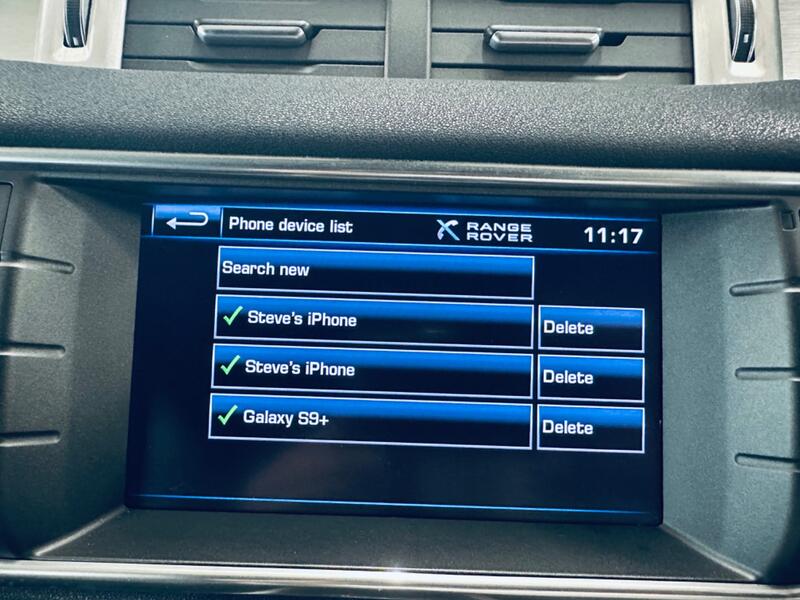 Phone device list
RANGE
ROVER
11:17
Search new
Steve's iPhone
Delete
Steve's iPhone
Delete
Galaxy S9+
Delete